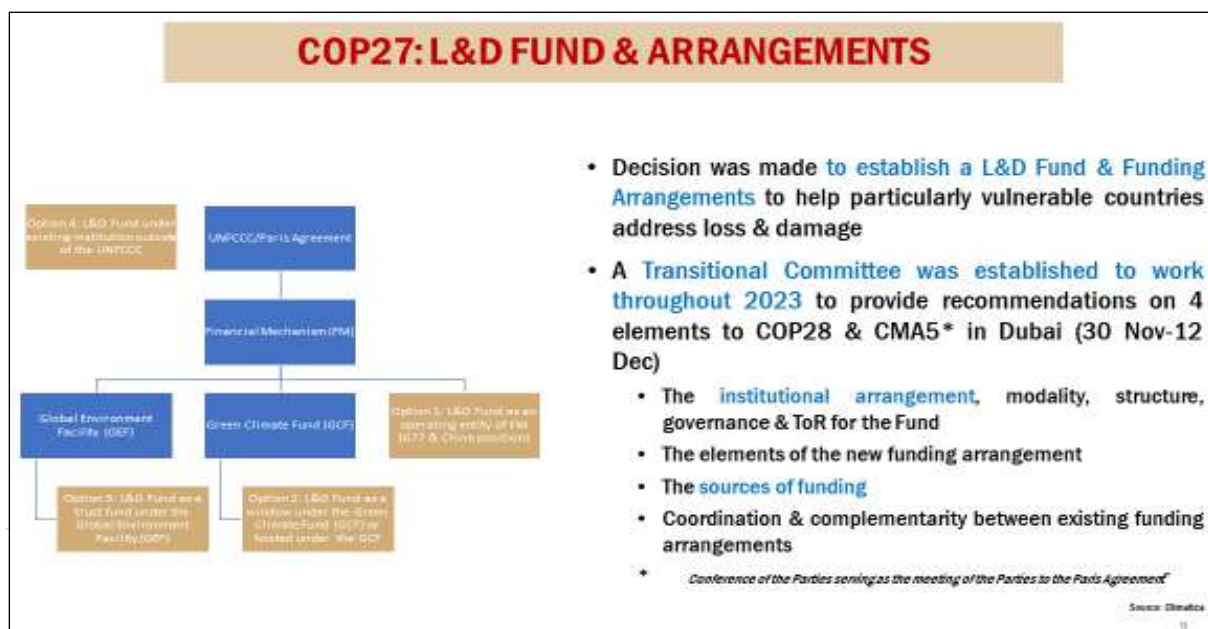 COP27: L&D FUND & ARRANGEMENTS
Option 4: L&D Fund under
existing institution outside
of the UNFCCC
UNFCCC/Paris Agreement
Financial Mechanism (FM)
Global Environment
Facility (GEF)
Green Climate Fund (GCF)
Option 1: L&D Fund as an
operating entity of FM
(G77 & China position)
Option 3: L&D Fund as a
trust fund under the
Global Environment
Facility (GEF)
Option 2: L&D Fund as a
window under the Green
Climate Fund (GCF) or
hosted under the GCF
• Decision was made to establish a L&D Fund & Funding
Arrangements to help particularly vulnerable countries
address loss & damage
• A Transitional Committee was established to work
throughout 2023 to provide recommendations on 4
elements to COP28 & CMA5* in Dubai (30 Nov-12
Dec)
• The institutional arrangement, modality, structure,
governance & ToR for the Fund
• The elements of the new funding arrangement
• The sources of funding
• Coordination & complementarity between existing funding
arrangements
* Conference of the Parties serving as the meeting of the Parties to the Paris Agreement
Source: Climatica